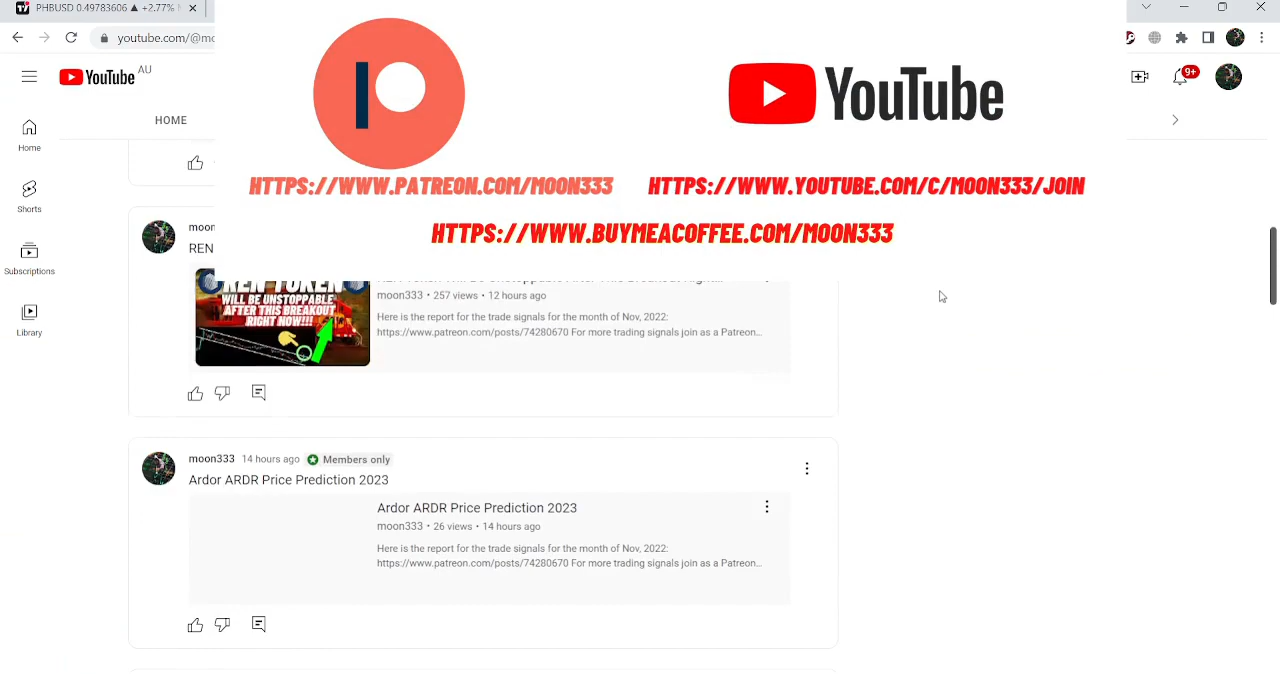 PHBUSD 0.49783606 ▲ +2.77%
youtube.com/@mo
YouTube AU
9+
HOME
Home
Shorts
Subscriptions
Library
YouTube
HTTPS://WWW.PATREON.COM/MOON333
HTTPS://WWW.YOUTUBE.COM/C/MOON333/JOIN
HTTPS://WWW.BUYMEACOFFEE.COM/MOON333
moon
REN
REN TOKEN
WILL BE UNSTOPPABLE
AFTER THIS BREAKOUT
RIGHT NOW!!!
moon333 • 257 views • 12 hours ago
Here is the report for the trade signals for the month of Nov, 2022:
https://www.patreon.com/posts/74280670 For more trading signals join as a Patreon...
moon333 14 hours ago Members only
Ardor ARDR Price Prediction 2023
Ardor ARDR Price Prediction 2023
moon333 • 26 views • 14 hours ago
Here is the report for the trade signals for the month of Nov, 2022:
https://www.patreon.com/posts/74280670 For more trading signals join as a Patreon...